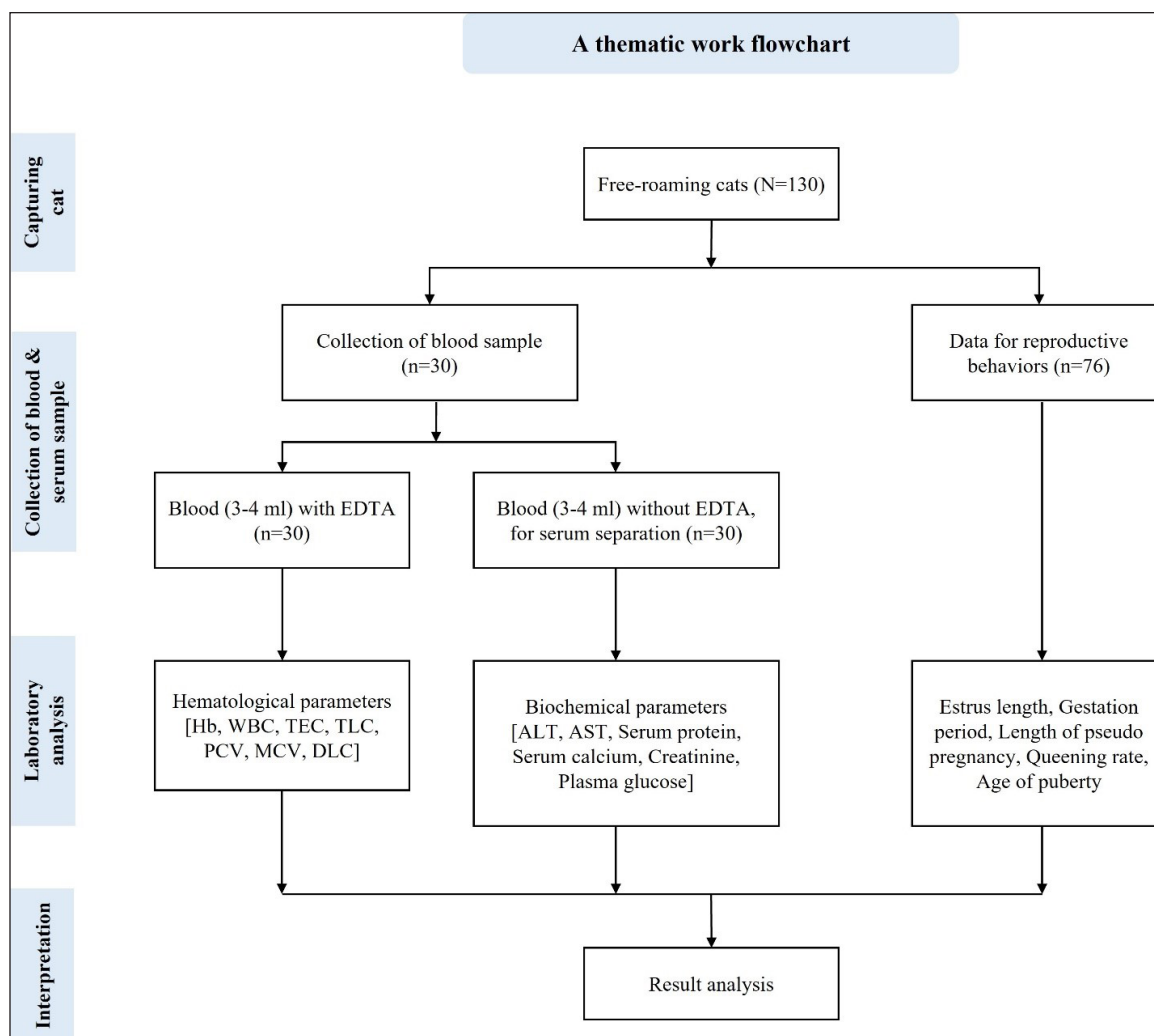 A thematic work flowchart
Capturing
cat
Free-roaming cats (N=130)
Collection of blood &
serum sample
Collection of blood sample
(n=30)
Data for reproductive
behaviors (n=76)
Blood (3-4 ml) with EDTA
(n=30)
Blood (3-4 ml) without EDTA,
for serum separation (n=30)
Laboratory
analysis
Hematological parameters
[Hb, WBC, TEC, TLC,
PCV, MCV, DLC]
Biochemical parameters
[ALT, AST, Serum protein,
Serum calcium, Creatinine,
Plasma glucose]
Estrus length, Gestation
period, Length of pseudo
pregnancy, Queening rate,
Age of puberty
Interpretation
Result analysis